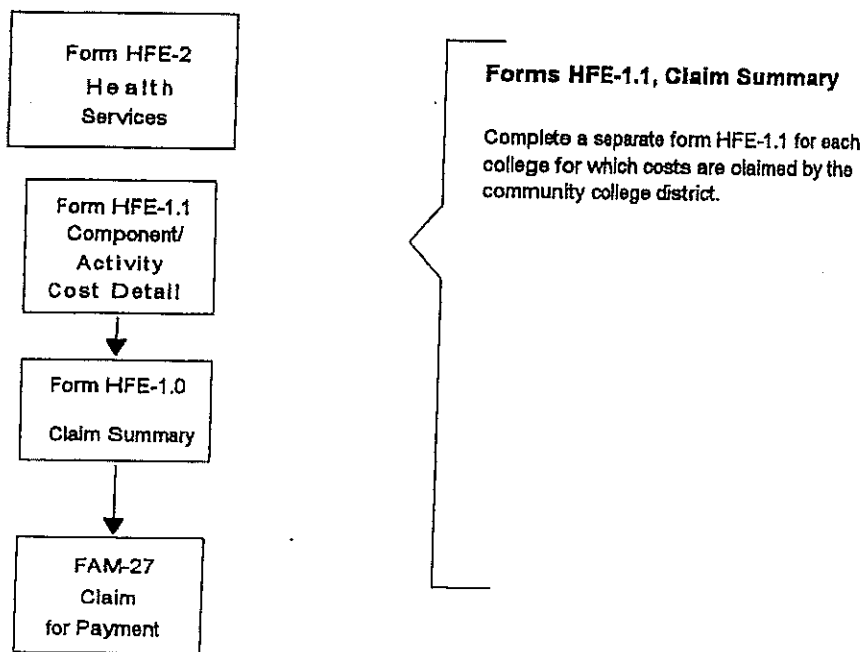 Form HFE-2
Health
Services
Form HFE-1.1
Component/
Activity
Cost Detail
Form HFE-1.0
Claim Summary
FAM-27
Claim
for Payment
Forms HFE-1.1, Claim Summary
Complete a separate form HFE-1.1 for each
college for which costs are claimed by the
community college district.